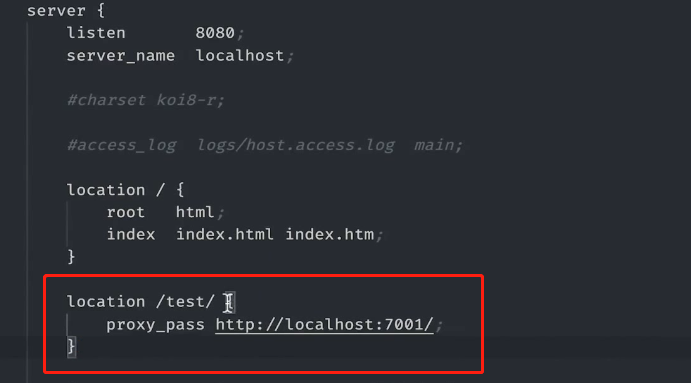 server {
listen 8080;
server_name localhost;
#charset koi8-r;
#access_log logs/host.access.log main;
location / {
root html;
index index.html index.htm;
}
location /test/ {
proxy_pass http://localhost:7001/;
}